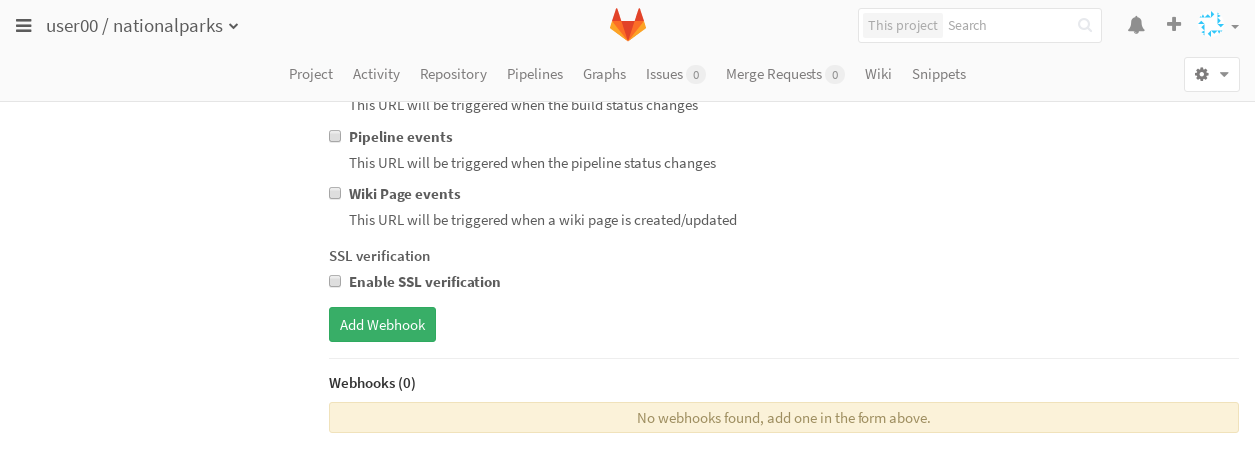 user00 / nationalparks
This project Search
Project Activity Repository Pipelines Graphs Issues 0 Merge Requests 0 Wiki Snippets
This URL will be triggered when the build status changes
Pipeline events
This URL will be triggered when the pipeline status changes
Wiki Page events
This URL will be triggered when a wiki page is created/updated
SSL verification
Enable SSL verification
Add Webhook
Webhooks (0)
No webhooks found, add one in the form above.